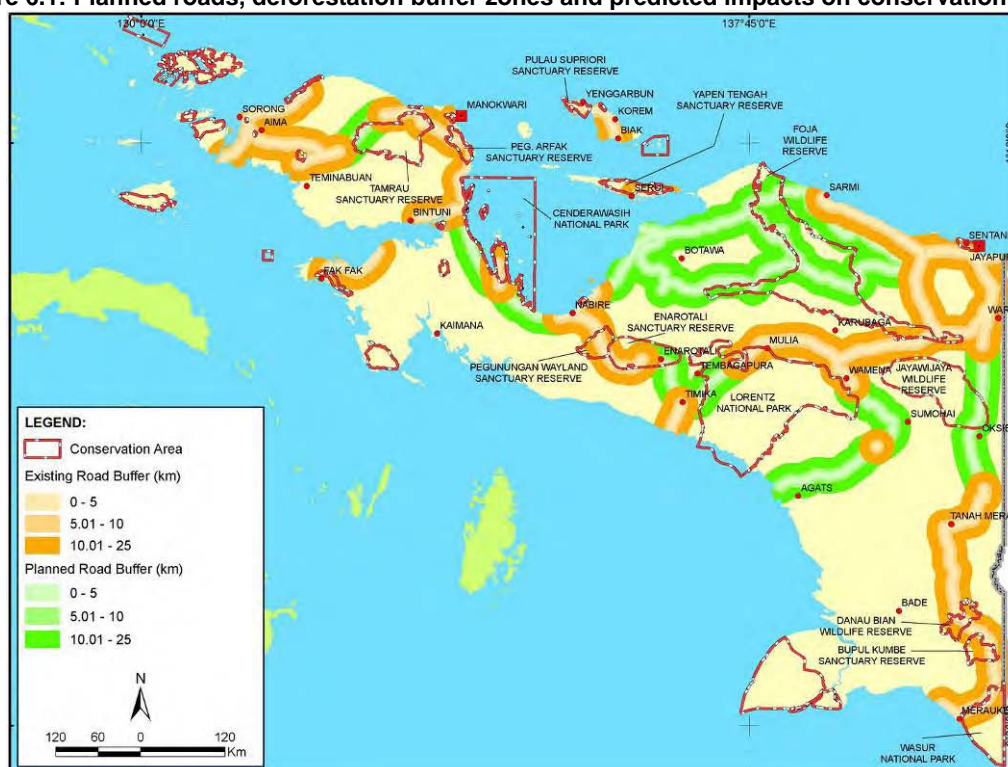 6.1. Planned roads, deforestation buffer zones and predicted impacts on conservation
130°0'0"E
137°45'0"E
PULAU SUPRIORI
SANCTUARY RESERVE
YENGGARBUN
KOREM
BIAK
YAPEN TENGAH
SANCTUARY RESERVE
FOJA
WILDLIFE
RESERVE
SORONG
AIMA
MANOKWARI
PEG. ARFAK
SANCTUARY RESERVE
TEMINABUAN
TAMRAU
SANCTUARY RESERVE
SERUI
SARMI
BINTUNI
CENDERAWASIH
NATIONAL PARK
BOTAWA
SENTAN
JAYAPUR
FAK FAK
KAIMANA
NABIRE
ENAROTALI
SANCTUARY RESERVE
KARUBAGA
WAR
PEGUNUNGAN WAYLAND
SANCTUARY RESERVE
ENAROTALI
MULIA
TEMBAGAPURA
WAMENA
JAYAWIJAYA
WILDLIFE
RESERVE
TIMIKA
LORENTZ
NATIONAL PARK
SUMOHAI
OKSIB
AGATS
TANAH MERA
BADE
DANAU BIAN
WILDLIFE RESERVE
BUPUL KUMBE
SANCTUARY RESERVE
MERAUKE
WASUR
NATIONAL PARK
LEGEND:
Conservation Area
Existing Road Buffer (km)
0 - 5
5.01 - 10
10.01 - 25
Planned Road Buffer (km)
0 - 5
5.01 - 10
10.01 - 25
N
120 60 0 120
Km